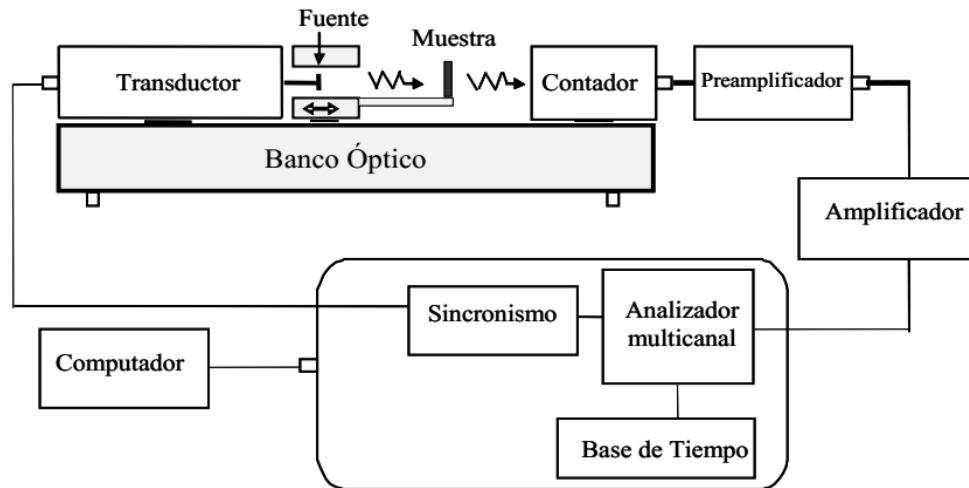 Fuente
Muestra
Transductor
Contador
Preamplificador
Banco Óptico
Amplificador
Sincronismo
Analizador
multicanal
Computador
Base de Tiempo